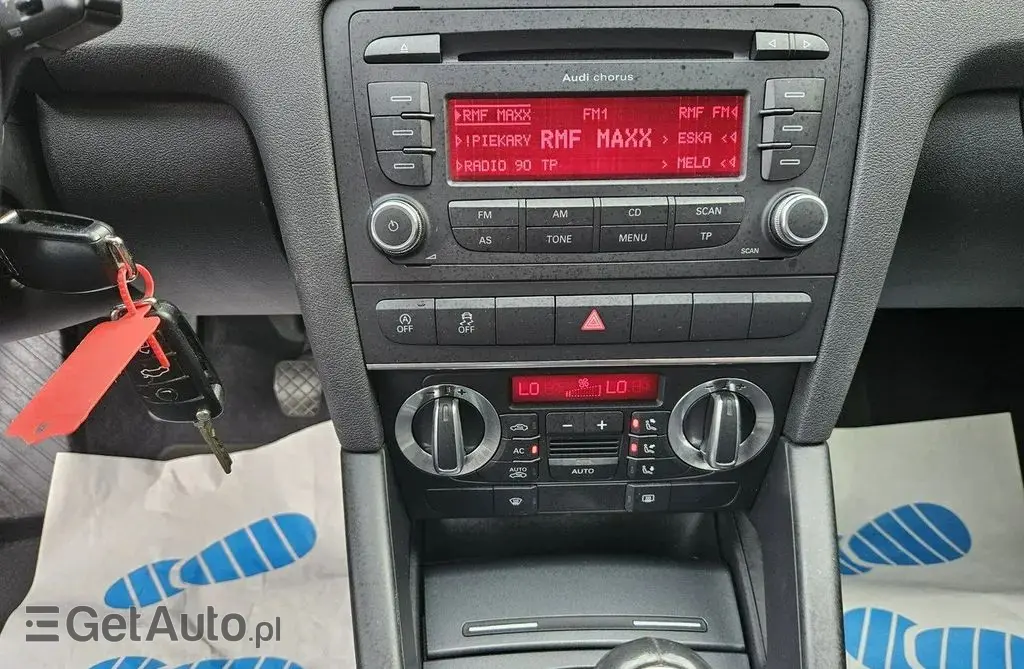 Audi chorus
RMF MAXX FM1 RMF FM
!PIEKARY RMF MAXX > ESKA
RADIO 90 TP MELO
FM AM CD SCAN
AS TONE MENU TP
SCAN
OFF OFF
LO LO
- +
AC
AUTO AUTO
GetAuto.pl